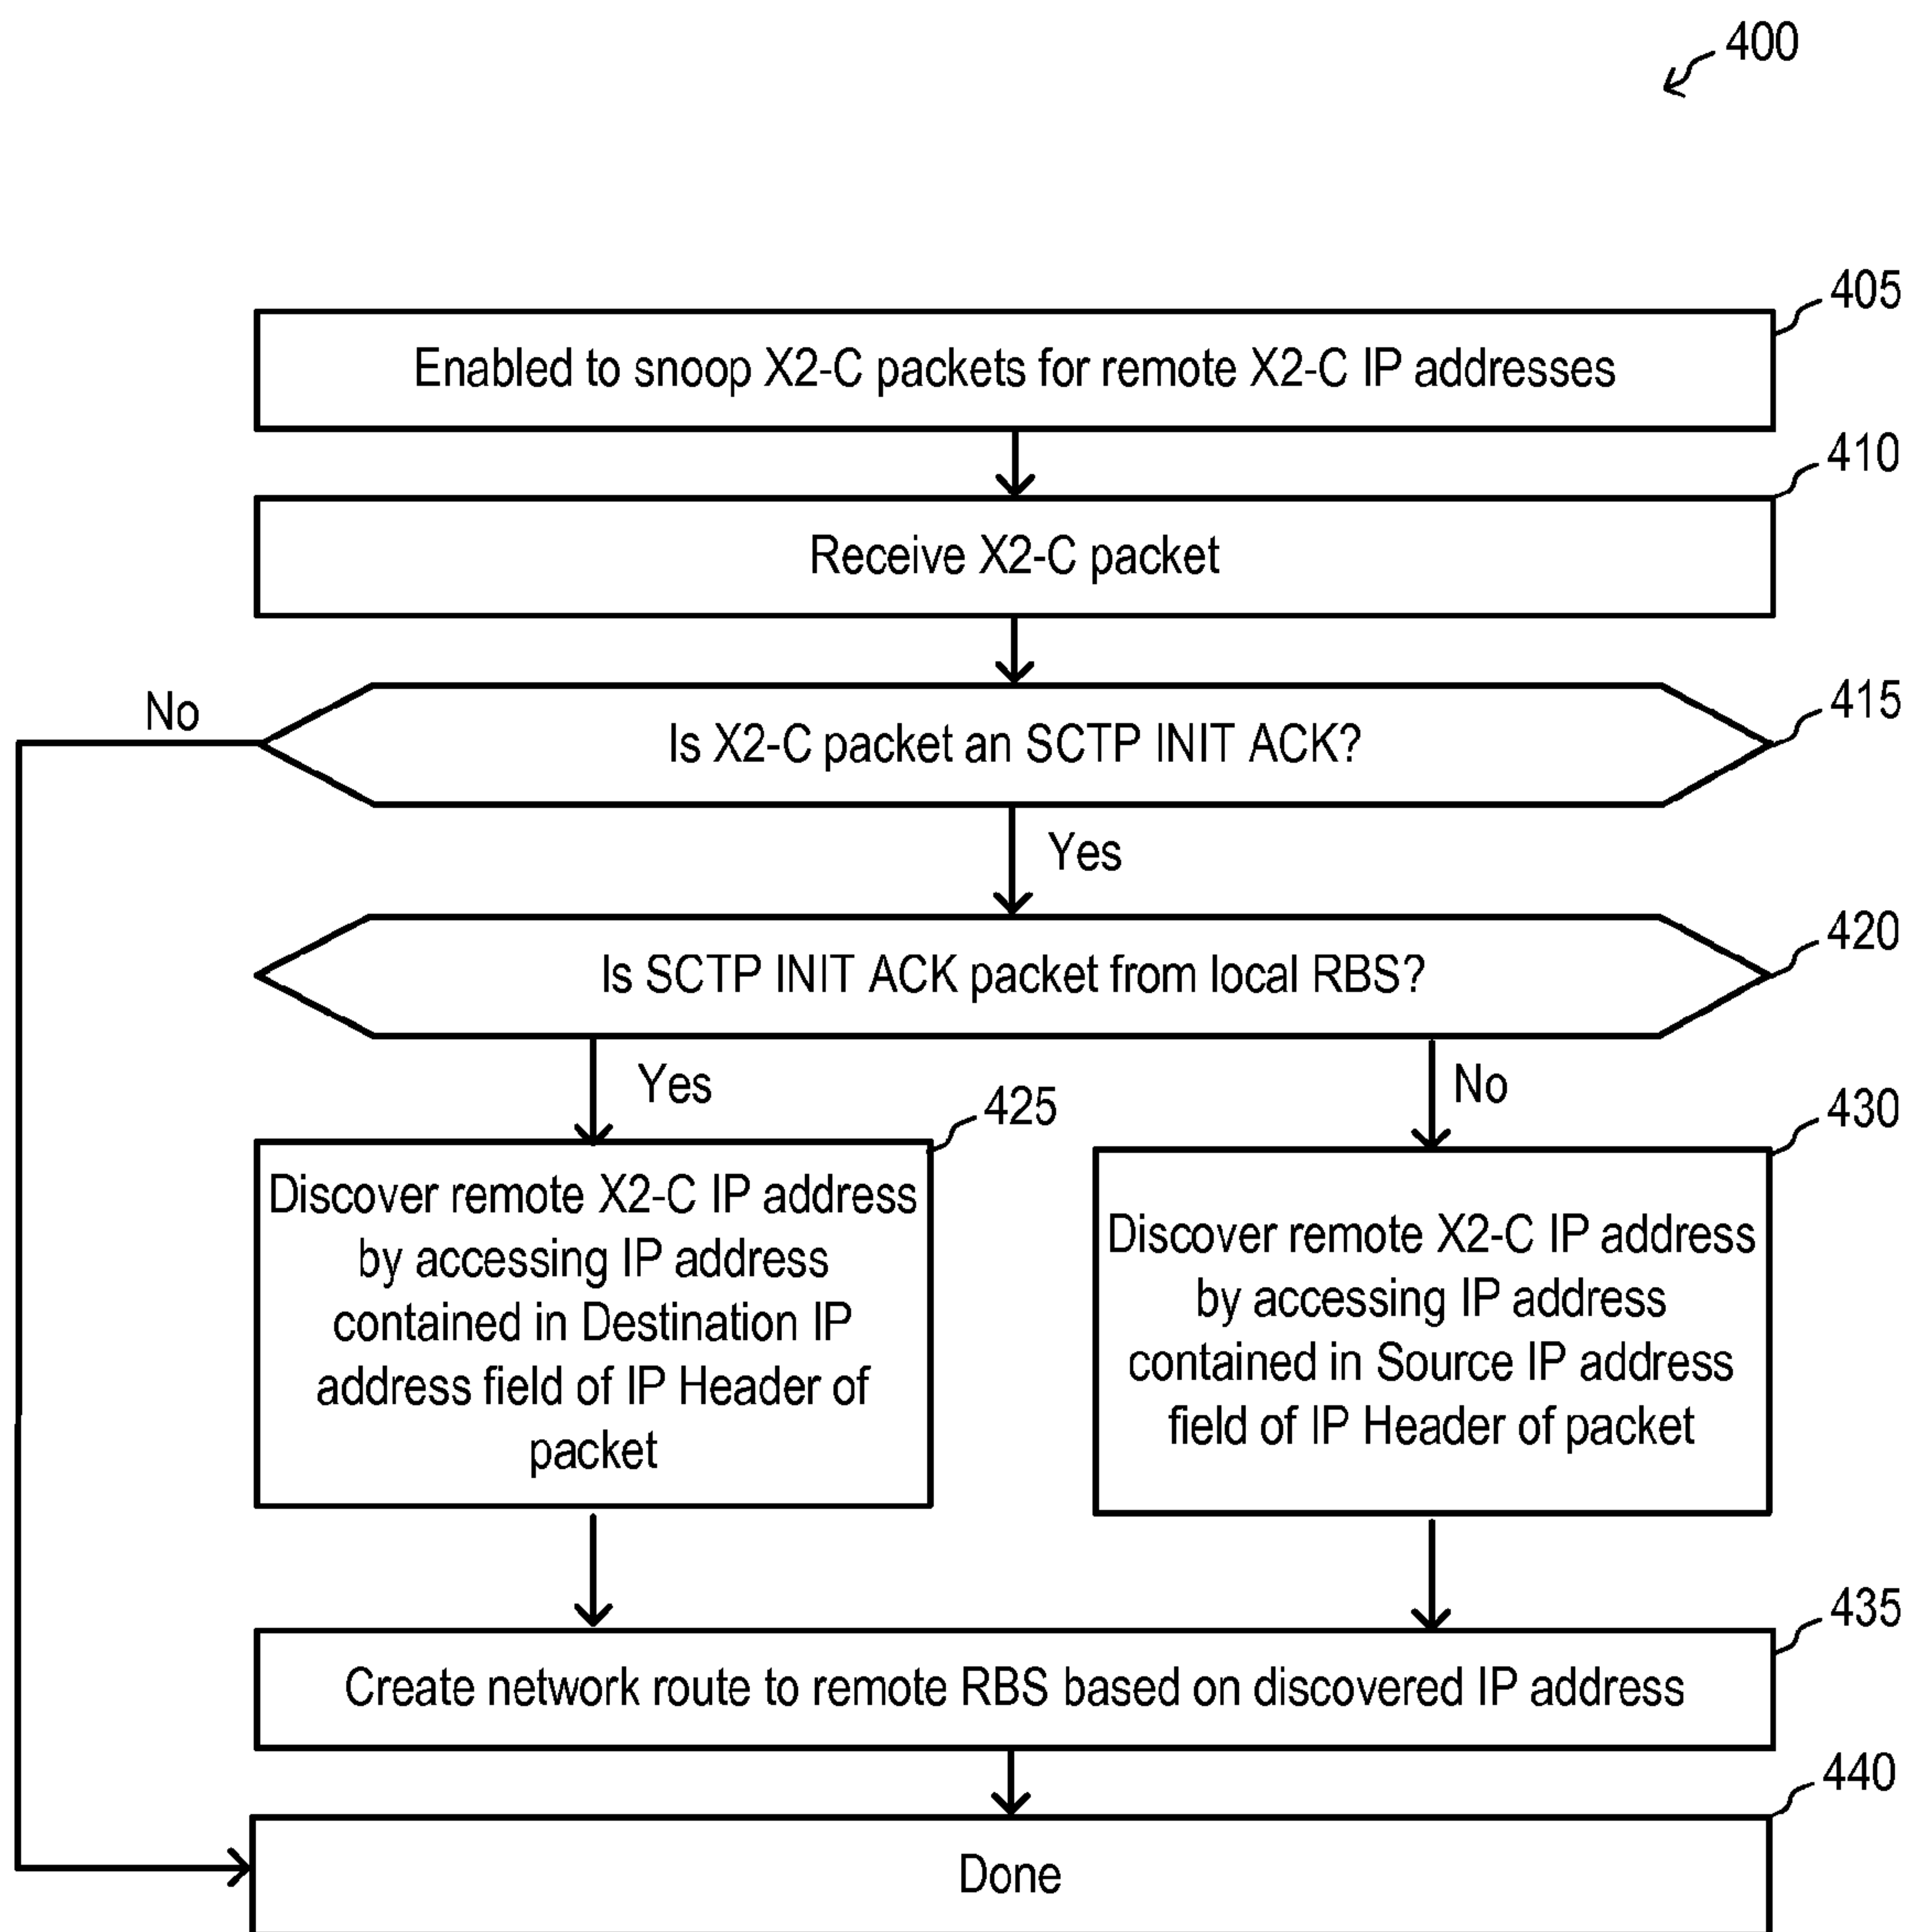 400
405
Enabled to snoop X2-C packets for remote X2-C IP addresses
410
Receive X2-C packet
No
415
Is X2-C packet an SCTP INIT ACK?
Yes
420
Is SCTP INIT ACK packet from local RBS?
Yes
No
425
430
Discover remote X2-C IP address
by accessing IP address
contained in Destination IP
address field of IP Header of
packet
Discover remote X2-C IP address
by accessing IP address
contained in Source IP address
field of IP Header of packet
435
Create network route to remote RBS based on discovered IP address
440
Done